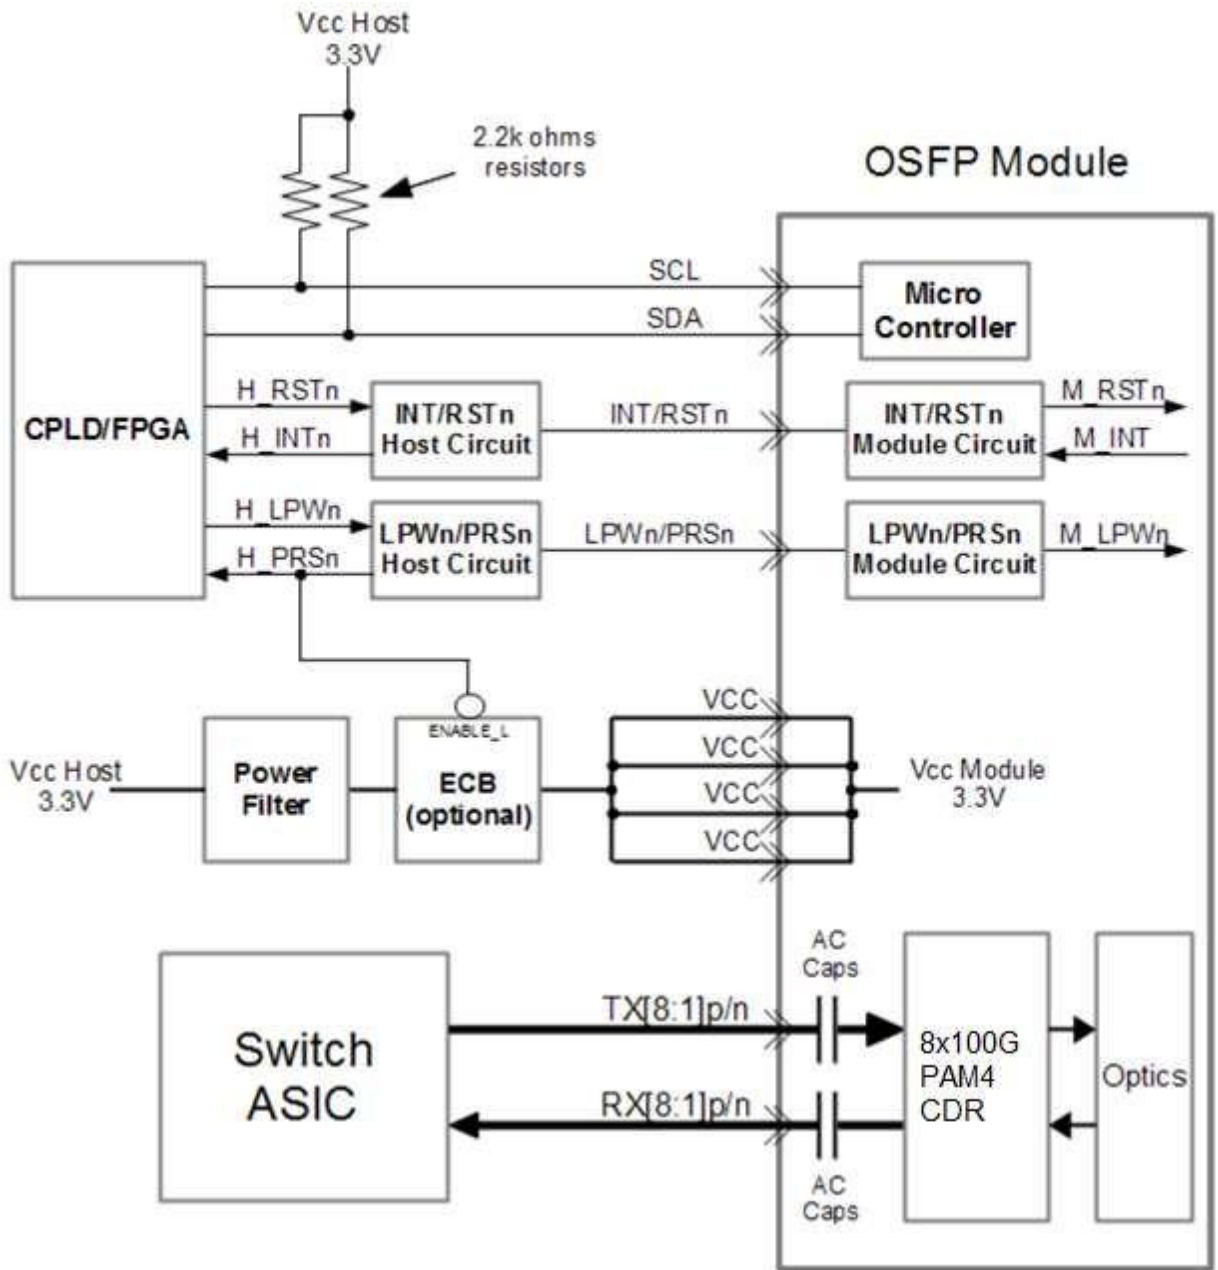 Vcc Host
3.3V
2.2k ohms
resistors
OSFP Module
SCL
SDA
Micro
Controller
CPLD/FPGA
H_RSTn
H_INTn
INT/RSTn
Host Circuit
INT/RSTn
INT/RSTn
Module Circuit
M_RSTn
M_INT
H_LPWn
H_PRSn
LPWn/PRSn
Host Circuit
LPWn/PRSn
LPWn/PRSn
Module Circuit
M_LPWn
Vcc Host
3.3V
Power
Filter
ENABLE_L
ECB
(optional)
VCC
VCC
VCC
VCC
Vcc Module
3.3V
Switch
ASIC
TX[8:1]p/n
RX[8:1]p/n
AC
Caps
AC
Caps
8x100G
PAM4
CDR
Optics